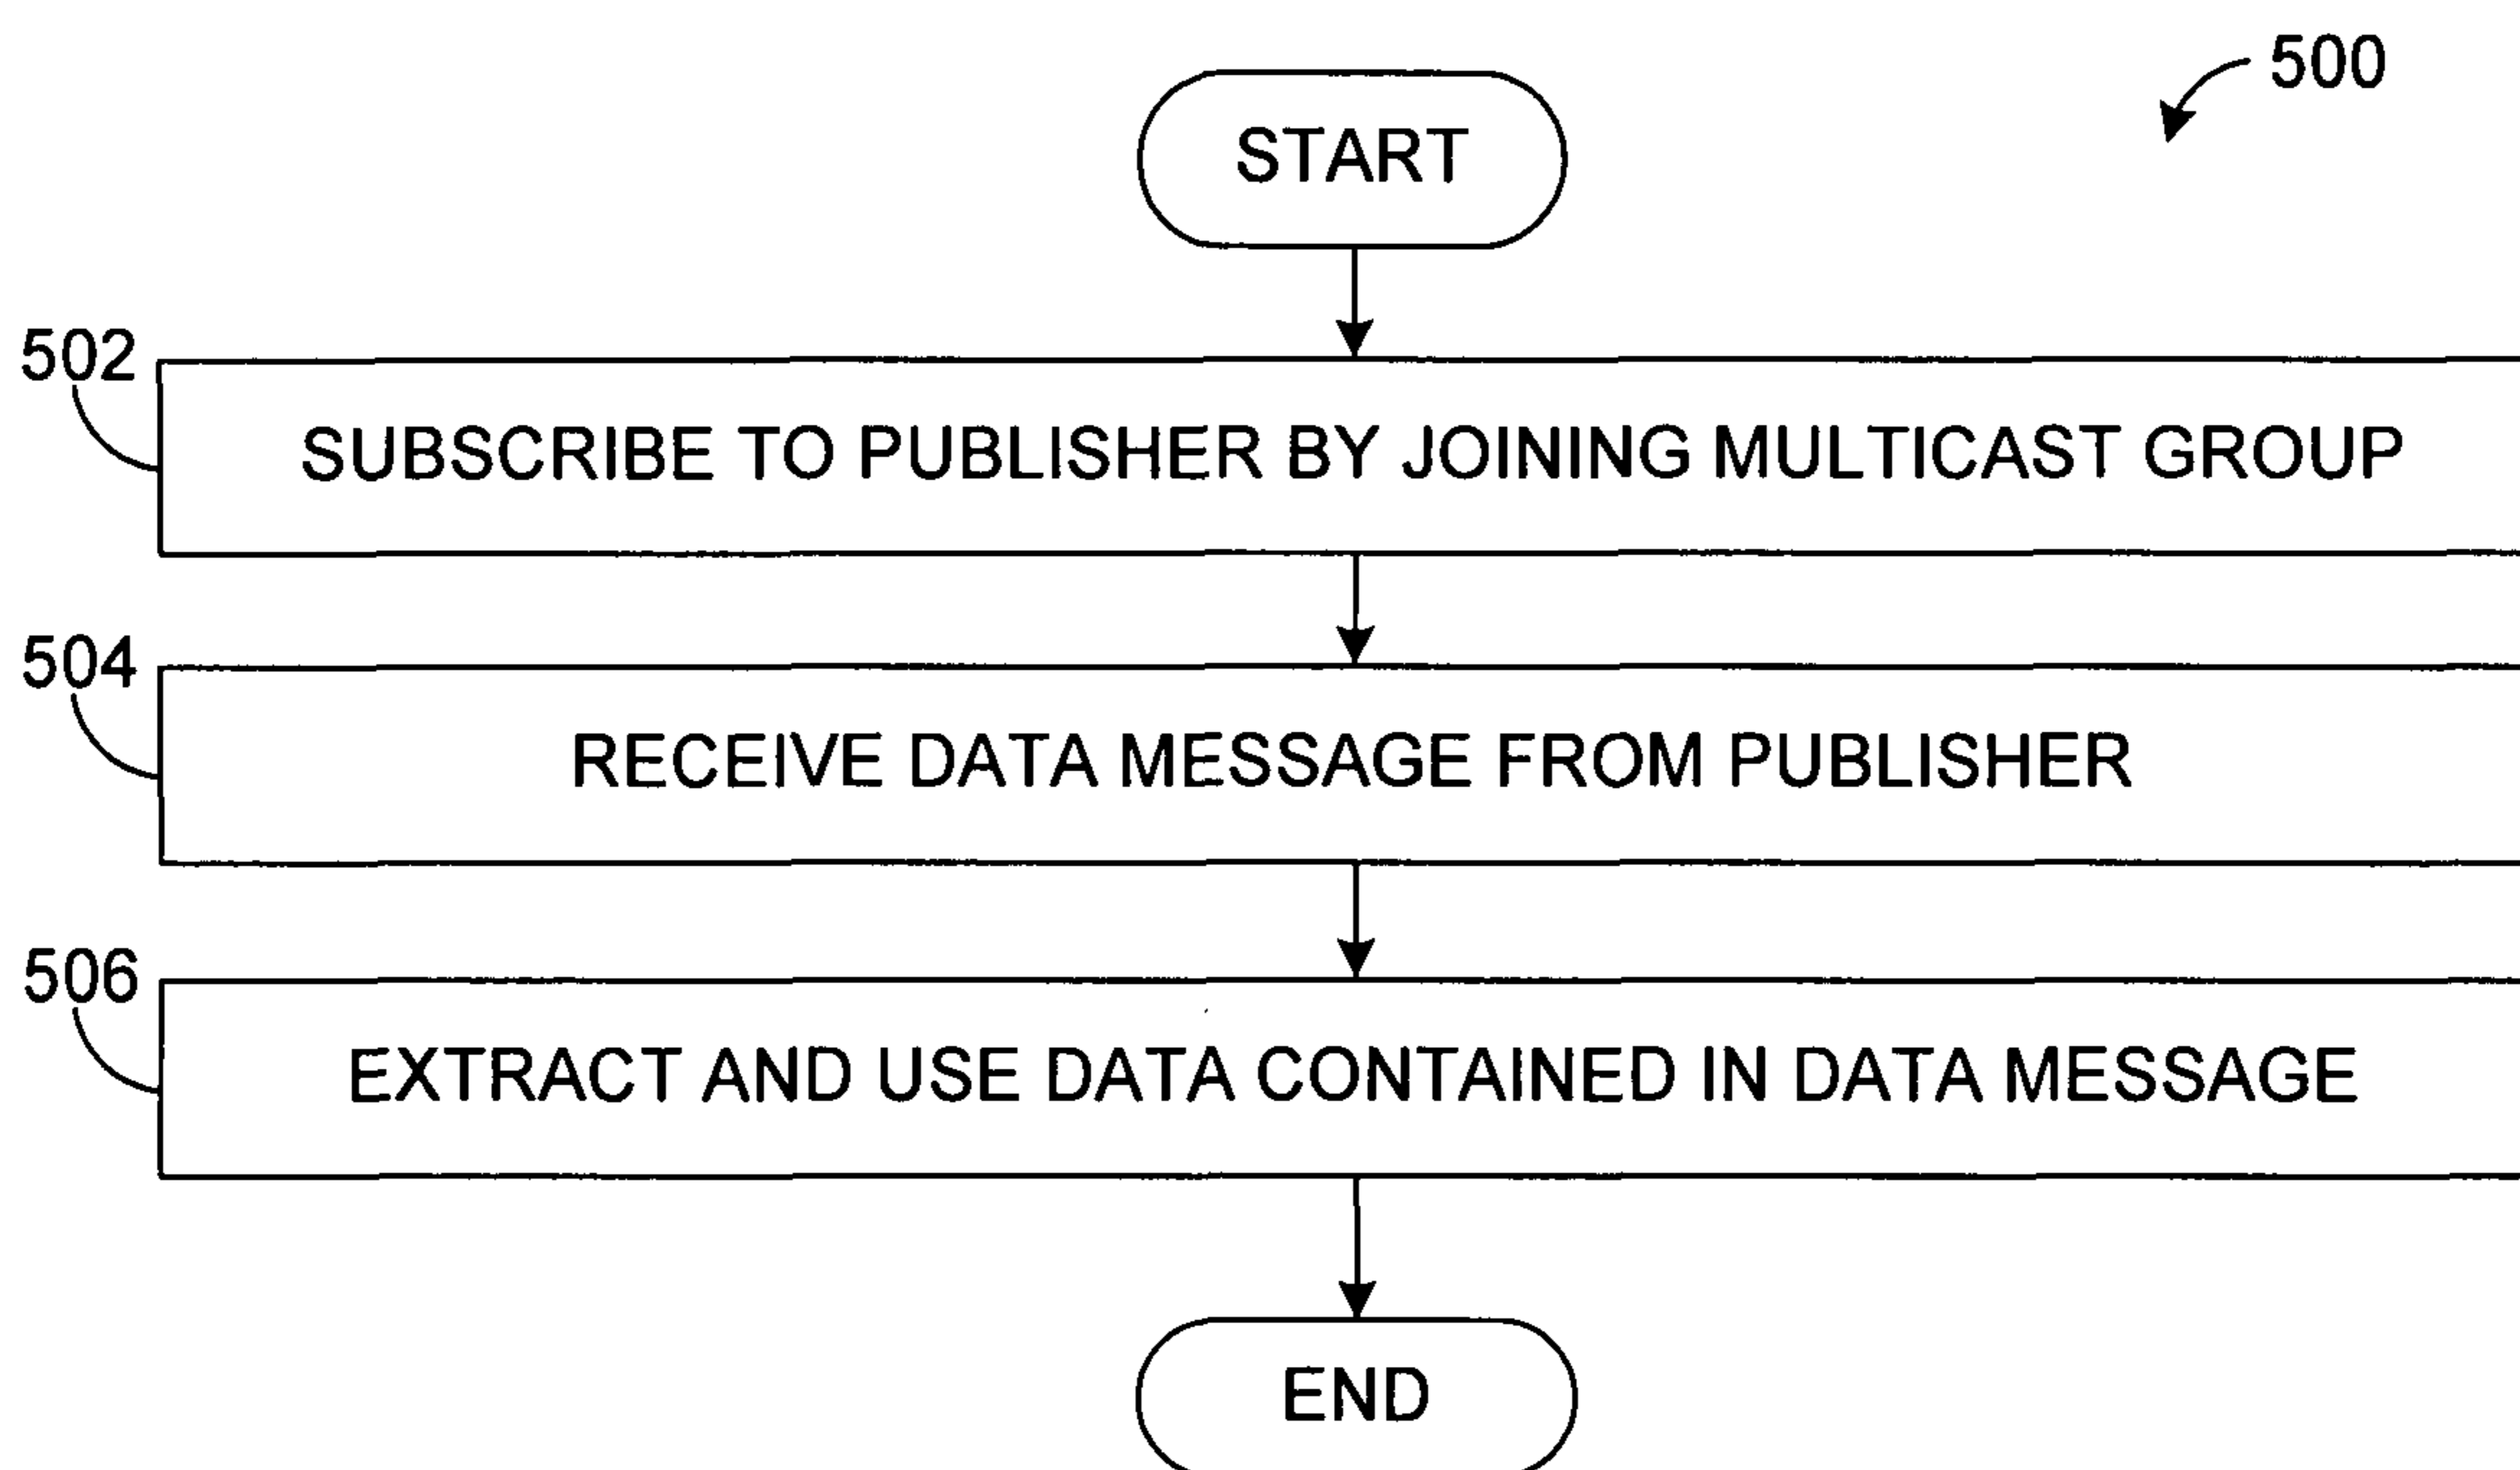 500
START
502
SUBSCRIBE TO PUBLISHER BY JOINING MULTICAST GROUP
504
RECEIVE DATA MESSAGE FROM PUBLISHER
506
EXTRACT AND USE DATA CONTAINED IN DATA MESSAGE
END